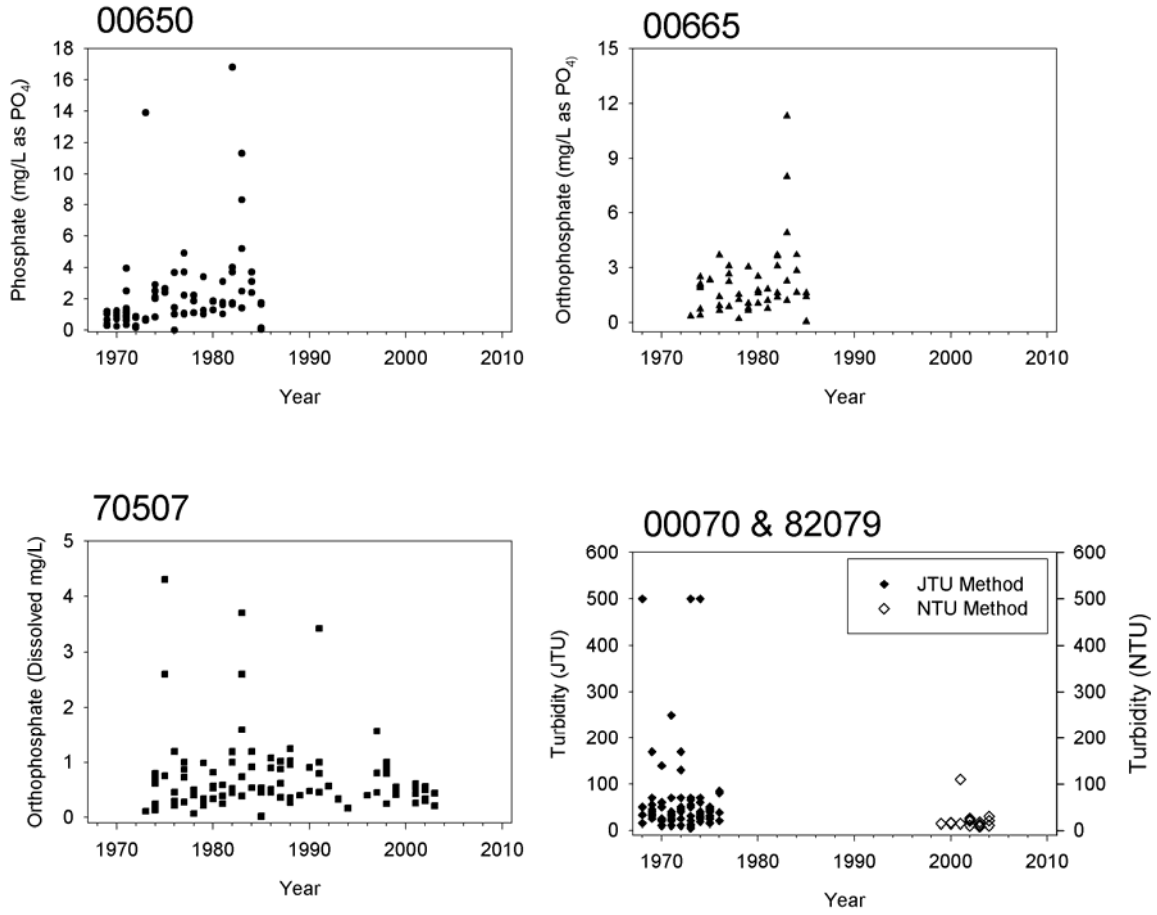 00650
Phosphate (mg/L as PO4)
18
16
14
12
10
8
6
4
2
0
1970 1980 1990 2000 2010
Year
00665
Orthophosphate (mg/L as PO4)
15
12
9
6
3
0
1970 1980 1990 2000 2010
Year
70507
Orthophosphate (Dissolved mg/L)
5
4
3
2
1
0
1970 1980 1990 2000 2010
Year
00070 & 82079
Turbidity (JTU)
600
500
400
300
200
100
0
JTU Method
NTU Method
600
500
400
300
200
100
0
Turbidity (NTU)
1970 1980 1990 2000 2010
Year